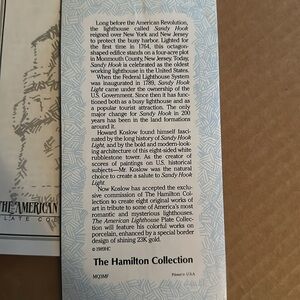 Long before the American Revolution,
the lighthouse called Sandy Hook
reigned over New York and New Jersey
to protect the busy harbor. Lighted for
the first time in 1764, this octagon-
shaped edifice stands on a four-acre plot
in Monmouth County, New Jersey. Today,
Sandy Hook is celebrated as the oldest
working lighthouse in the United States.
When the Federal Lighthouse System
was inaugurated in 1789, Sandy Hook
Light came under the ownership of the
U.S. Government. Since then it has func-
tioned both as a busy lighthouse and as
a popular tourist attraction. The only
major change for Sandy Hook in 200
years has been in the land formations
around it.
Howard Koslow found himself fasci-
nated by the long history of Sandy Hook
Light, and by the bold and modern-look-
ing architecture of this eight-sided white
rubblestone tower. As the creator of
scores of paintings on U.S. historical
subjects—Mr. Koslow was the natural
choice to create a salute to Sandy Hook
Light.
Now Koslow has accepted the exclu-
sive commission of The Hamilton Col-
lection to create eight original works of
art in tribute to some of America's most
romantic and mysterious lighthouses.
The American Lighthouse Plate Collec-
tion will feature his colorful works on
porcelain, enhanced by a special border
design of shining 23K gold.
© 1989HC
The Hamilton Collection
MQ3MF Printed in U.S.A.
THE AMERICAN
LATE CO